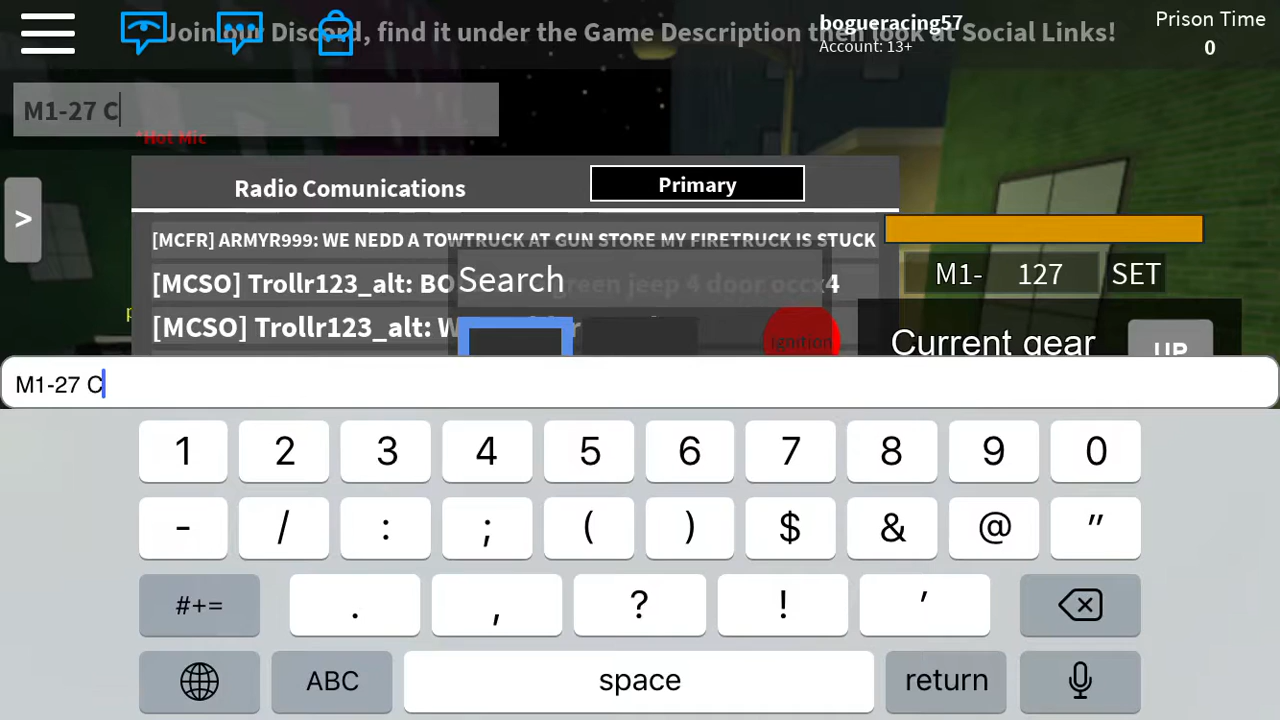 Join our Discord, find it under the Game Description then look at Social Links!
bogueracing57
Account: 13+
Prison Time
0
M1-27 C
*Hot Mic
>
Radio Comunications
Primary
[MCFR] ARMYR999: WE NEDD A TOWTRUCK AT GUN STORE MY FIRETRUCK IS STUCK
[MCSO] Trollr123_alt: BO green jeep 4 door occx4
Search
[MCSO] Trollr123_alt:
M1- 127 SET
ignition
Current gear
UP
M1-27 C
1 2 3 4 5 6 7 8 9 0
- / : ; ( ) $ & @ "
#+= . , ? ! '
ABC space return